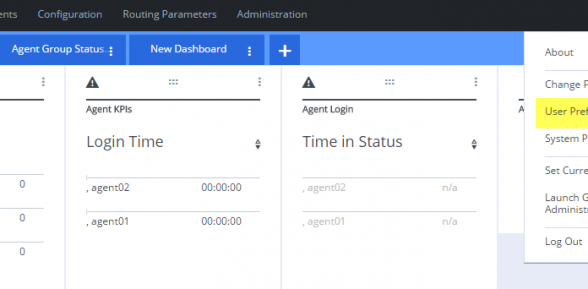 ents Configuration Routing Parameters Administration
Agent Group Status New Dashboard +
Agent KPIs
Login Time
, agent02 00:00:00
, agent01 00:00:00
Agent Login
Time in Status
, agent02 n/a
, agent01 n/a
0
0
0
A
About
Change P
User Pref
System P
Set Curre
Launch G
Administr
Log Out